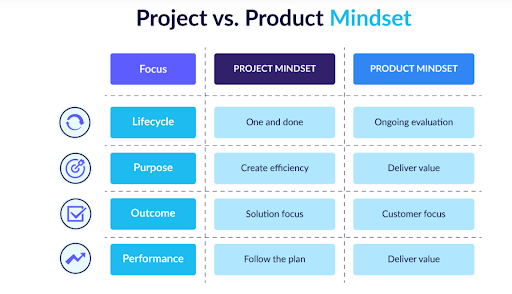 Project vs. Product Mindset
Focus PROJECT MINDSET PRODUCT MINDSET
Lifecycle One and done Ongoing evaluation
Purpose Create efficiency Deliver value
Outcome Solution focus Customer focus
Performance Follow the plan Deliver value